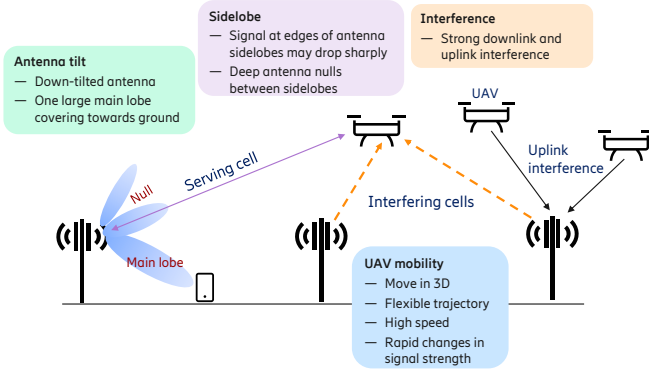 Sidelobe
— Signal at edges of antenna
sidelobes may drop sharply
— Deep antenna nulls
between sidelobes
Interference
— Strong downlink and
uplink interference
Antenna tilt
— Down-tilted antenna
— One large main lobe
covering towards ground
UAV
Uplink
interference
Serving cell
Null
Interfering cells
Main lobe
UAV mobility
— Move in 3D
— Flexible trajectory
— High speed
— Rapid changes in
signal strength